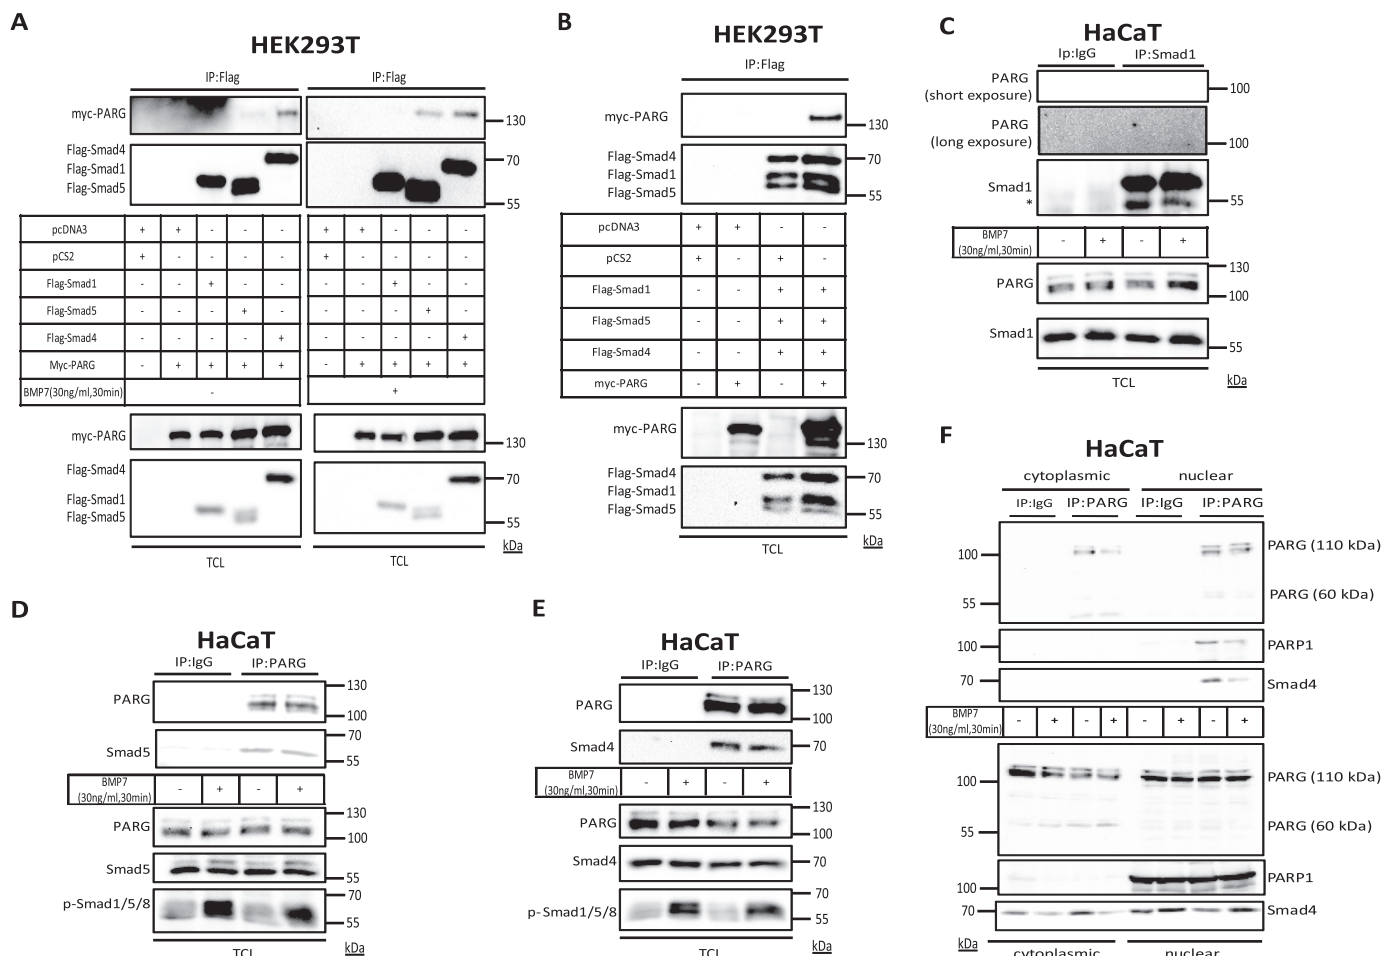 A
HEK293T
IP:Flag IP:Flag
myc-PARG
130
Flag-Smad4
Flag-Smad1
Flag-Smad5
70
55
pcDNA3 + + - - - + + - - -
pCS2 + - - - - + - - - -
Flag-Smad1 - - + - - - - + - -
Flag-Smad5 - - - + - - - - + -
Flag-Smad4 - - - - + - - - - +
Myc-PARG - + + + + - + + + +
BMP7(30ng/ml,30min) - +
myc-PARG
130
Flag-Smad4
Flag-Smad1
Flag-Smad5
70
55
kDa
TCL TCL
B
HEK293T
IP:Flag
myc-PARG
130
Flag-Smad4
Flag-Smad1
Flag-Smad5
70
55
pcDNA3 + + - -
pCS2 + - + -
Flag-Smad1 - - + +
Flag-Smad5 - - + +
Flag-Smad4 - - + +
myc-PARG - + - +
myc-PARG
130
Flag-Smad4
Flag-Smad1
Flag-Smad5
70
55
kDa
TCL
C
HaCaT
Ip:IgG IP:Smad1
PARG
(short exposure)
100
PARG
(long exposure)
100
Smad1
*
55
BMP7
(30ng/ml,30min)
- + - +
PARG
130
100
Smad1
55
TCL
kDa
D
HaCaT
IP:IgG IP:PARG
PARG
130
100
Smad5
70
55
BMP7
(30ng/ml,30min)
- + - +
PARG
130
100
Smad5
55
p-Smad1/5/8
70
55
kDa
TCL
E
HaCaT
IP:IgG IP:PARG
PARG
130
100
Smad4
70
BMP7
(30ng/ml,30min)
- + - +
PARG
130
100
Smad4
70
p-Smad1/5/8
70
55
kDa
TCL
F
HaCaT
cytoplasmic nuclear
IP:IgG IP:PARG IP:IgG IP:PARG
100
PARG (110 kDa)
55
PARG (60 kDa)
100
PARP1
70
Smad4
BMP7
(30ng/ml,30min)
- + - + - + - +
100
PARG (110 kDa)
55
PARG (60 kDa)
100
PARP1
70
Smad4
kDa
cytoplasmic nuclear